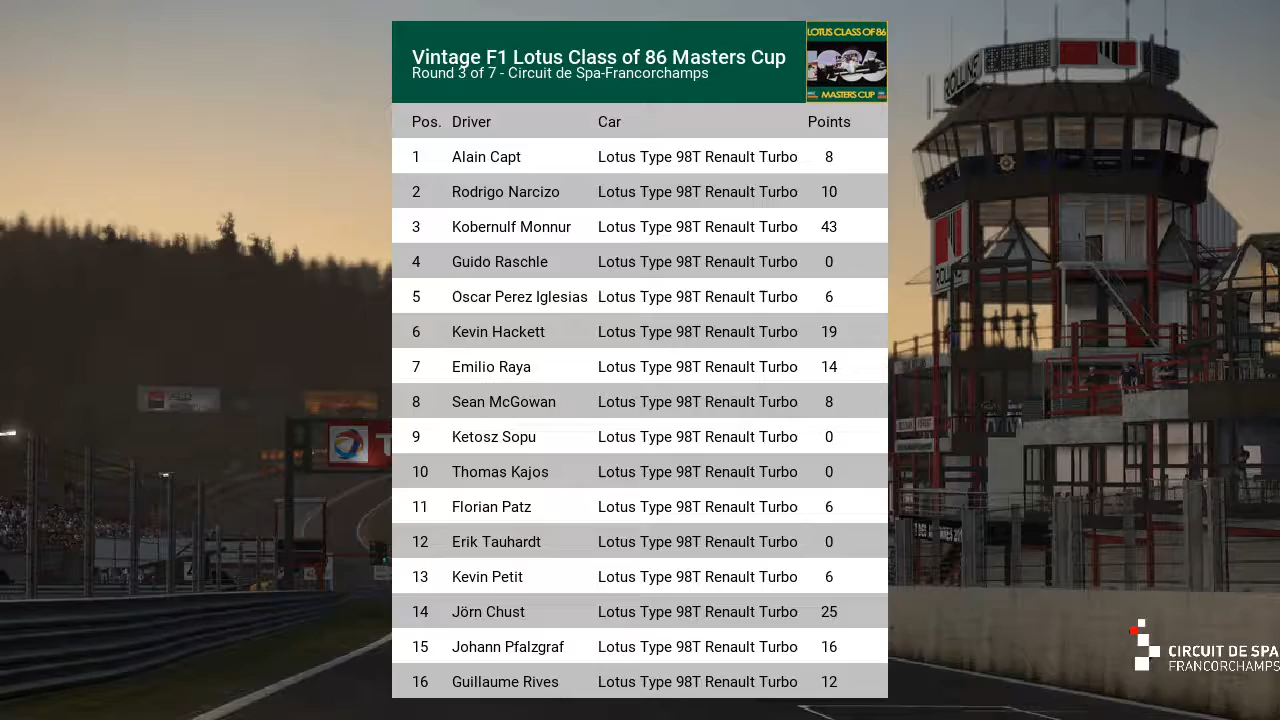 Vintage F1 Lotus Class of 86 Masters Cup
Round 3 of 7 - Circuit de Spa-Francorchamps
LOTUS CLASS OF 86
MASTERS CUP
Pos. Driver Car Points
1 Alain Capt Lotus Type 98T Renault Turbo 8
2 Rodrigo Narcizo Lotus Type 98T Renault Turbo 10
3 Kobernulf Monnur Lotus Type 98T Renault Turbo 43
4 Guido Raschle Lotus Type 98T Renault Turbo 0
5 Oscar Perez Iglesias Lotus Type 98T Renault Turbo 6
6 Kevin Hackett Lotus Type 98T Renault Turbo 19
7 Emilio Raya Lotus Type 98T Renault Turbo 14
8 Sean McGowan Lotus Type 98T Renault Turbo 8
9 Ketosz Sopu Lotus Type 98T Renault Turbo 0
10 Thomas Kajos Lotus Type 98T Renault Turbo 0
11 Florian Patz Lotus Type 98T Renault Turbo 6
12 Erik Tauhardt Lotus Type 98T Renault Turbo 0
13 Kevin Petit Lotus Type 98T Renault Turbo 6
14 Jörn Chust Lotus Type 98T Renault Turbo 25
15 Johann Pfalzgraf Lotus Type 98T Renault Turbo 16
16 Guillaume Rives Lotus Type 98T Renault Turbo 12
CIRCUIT DE SPA
FRANCORCHAMPS